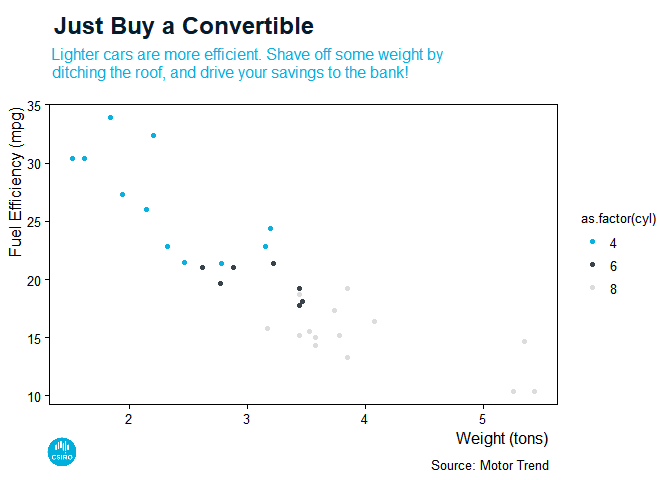 Just Buy a Convertible
Lighter cars are more efficient. Shave off some weight by
ditching the roof, and drive your savings to the bank!
Fuel Efficiency (mpg)
35
30
25
20
15
10
2
3
4
5
Weight (tons)
as.factor(cyl)
4
6
8
CSIRO
Source: Motor Trend